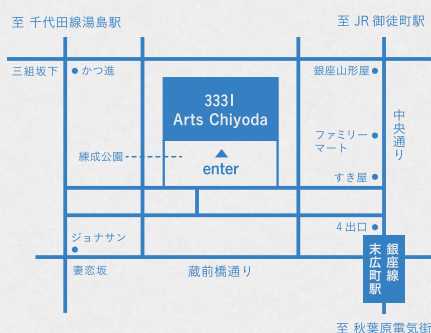 至 千代田線湯島駅
至 JR 御徒町駅
三組坂下
かつ進
銀座山形屋
3331
Arts Chiyoda
中央通り
ファミリー
マート
練成公園
enter
すき屋
4出口
ジョナサン
妻恋坂
蔵前橋通り
銀座線
末広町駅
至 秋葉原電気街